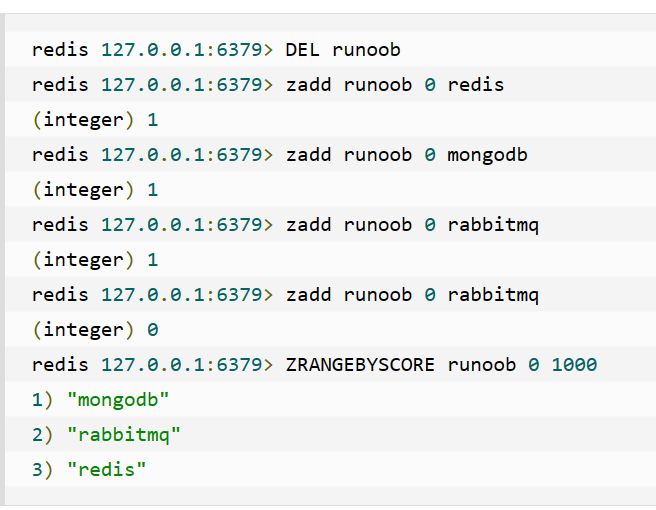 redis 127.0.0.1:6379> DEL runoob
redis 127.0.0.1:6379> zadd runoob 0 redis
(integer) 1
redis 127.0.0.1:6379> zadd runoob 0 mongodb
(integer) 1
redis 127.0.0.1:6379> zadd runoob 0 rabbitmq
(integer) 1
redis 127.0.0.1:6379> zadd runoob 0 rabbitmq
(integer) 0
redis 127.0.0.1:6379> ZRANGEBYSCORE runoob 0 1000
1) "mongodb"
2) "rabbitmq"
3) "redis"